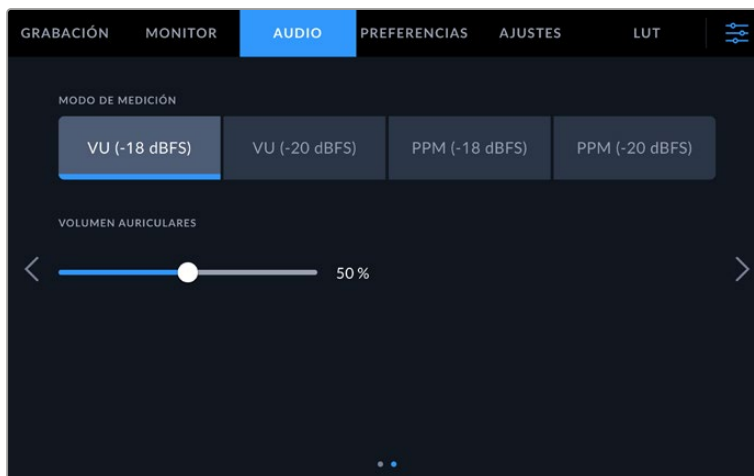 GRABACIÓN MONITOR AUDIO PREFERENCIAS AJUSTES LUT
MODO DE MEDICIÓN
VU (-18 dBFS) VU (-20 dBFS) PPM (-18 dBFS) PPM (-20 dBFS)
VOLUMEN AURICULARES
50 %